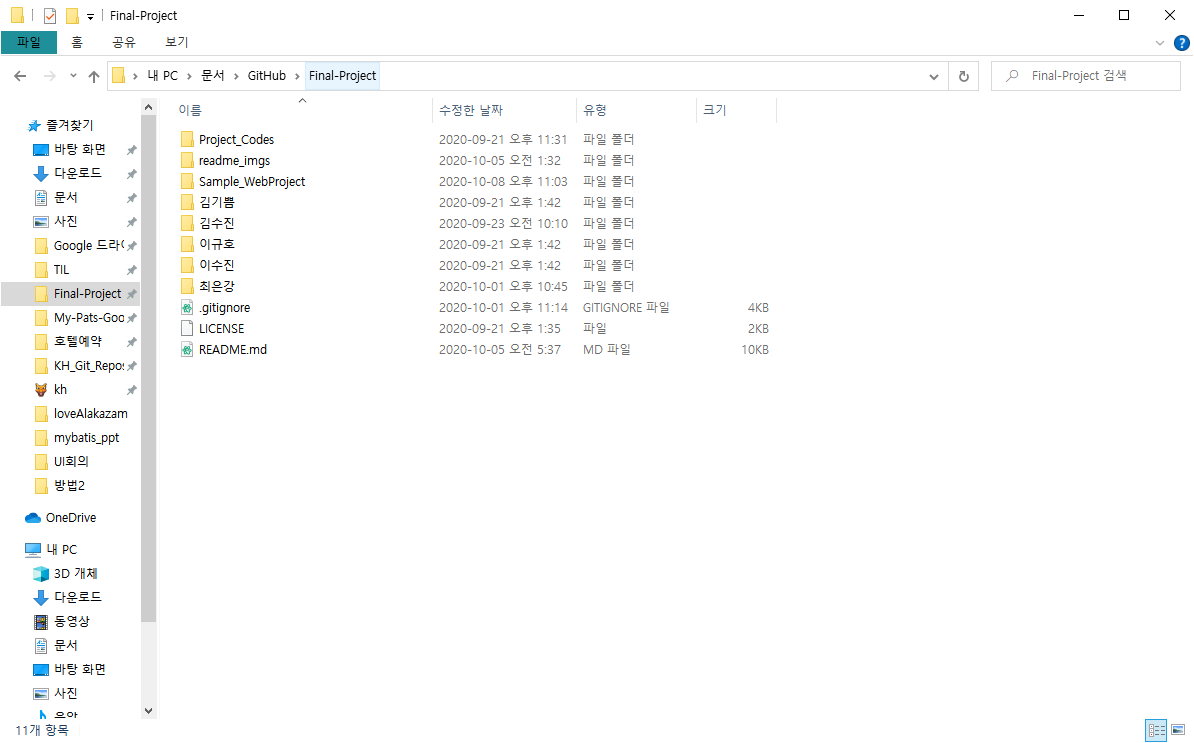 Final-Project
파일 홈 공유 보기
내 PC 문서 GitHub Final-Project Final-Project 검색
이름 수정한 날짜 유형 크기
Project_Codes 2020-09-21 오후 11:31 파일 폴더
readme_imgs 2020-10-05 오전 1:32 파일 폴더
Sample_WebProject 2020-10-08 오후 11:03 파일 폴더
김기쁨 2020-09-21 오후 1:42 파일 폴더
김수진 2020-09-23 오전 10:10 파일 폴더
이규호 2020-09-21 오후 1:42 파일 폴더
이수진 2020-09-21 오후 1:42 파일 폴더
최은강 2020-10-01 오후 10:45 파일 폴더
.gitignore 2020-10-01 오후 11:14 GITIGNORE 파일 4KB
LICENSE 2020-09-21 오후 1:35 파일 2KB
README.md 2020-10-05 오전 5:37 MD 파일 10KB
즐겨찾기
바탕 화면
다운로드
문서
사진
Google 드라이
TIL
Final-Project
My-Pats-Goo
호텔예약
KH_Git_Repos
kh
loveAlakazam
mybatis_ppt
UI회의
방법2
OneDrive
내 PC
3D 개체
다운로드
동영상
문서
바탕 화면
사진
음악
11개 항목